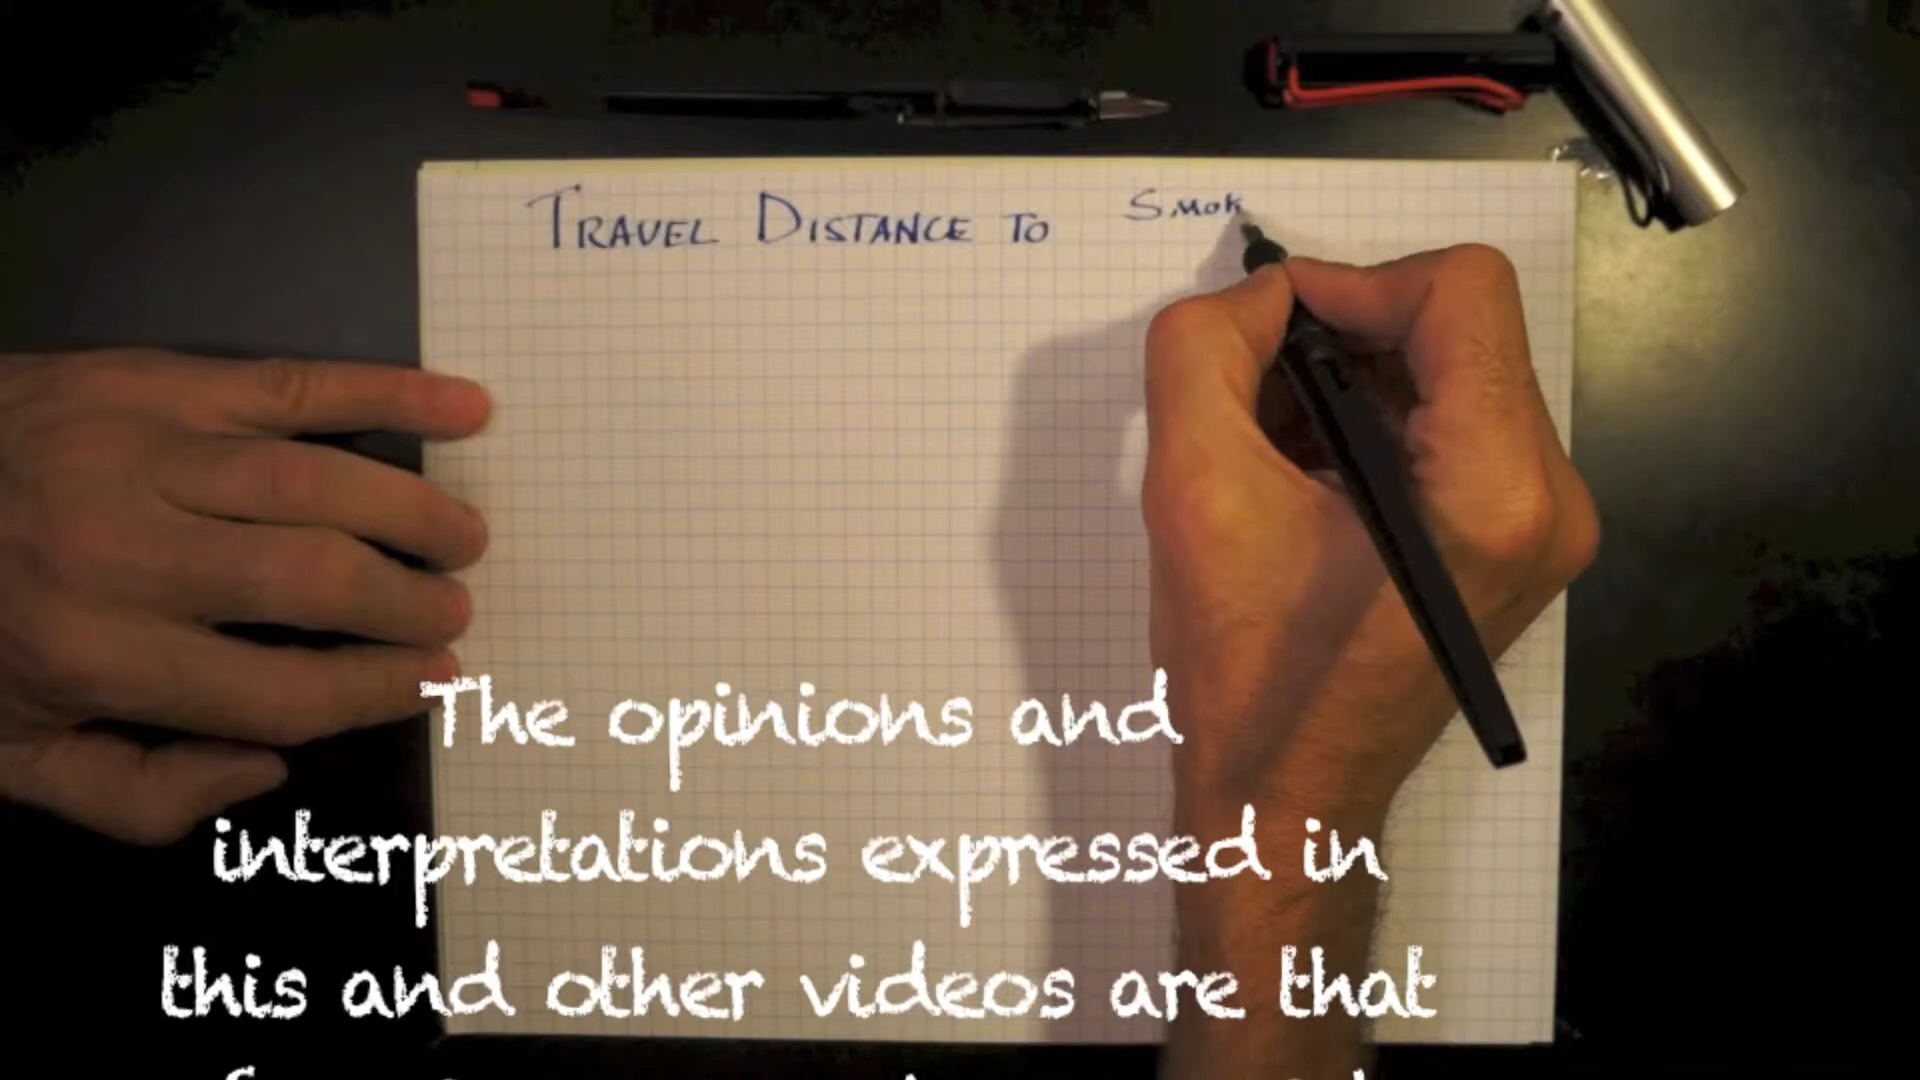 TRAVEL DISTANCE TO SMOK
The opinions and
interpretations expressed in
this and other videos are that